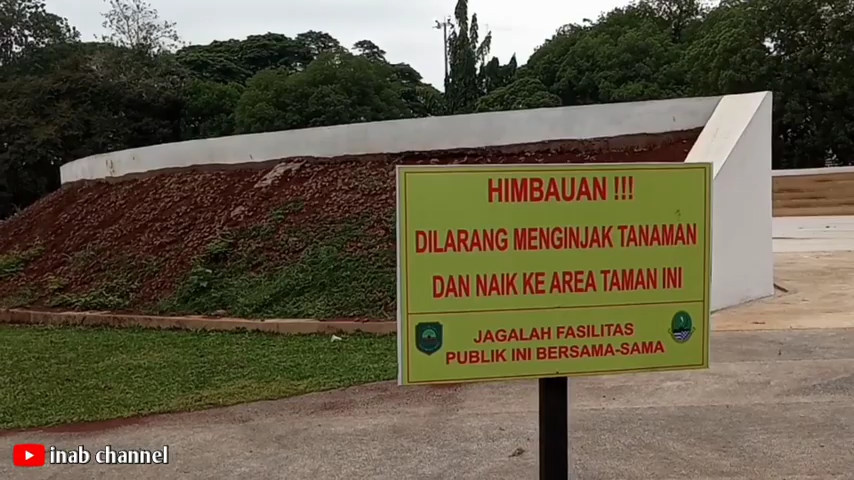 HIMBAUAN !!!
DILARANG MENGINJAK TANAMAN
DAN NAIK KE AREA TAMAN INI
JAGALAH FASILITAS
PUBLIK INI BERSAMA-SAMA
inab channel